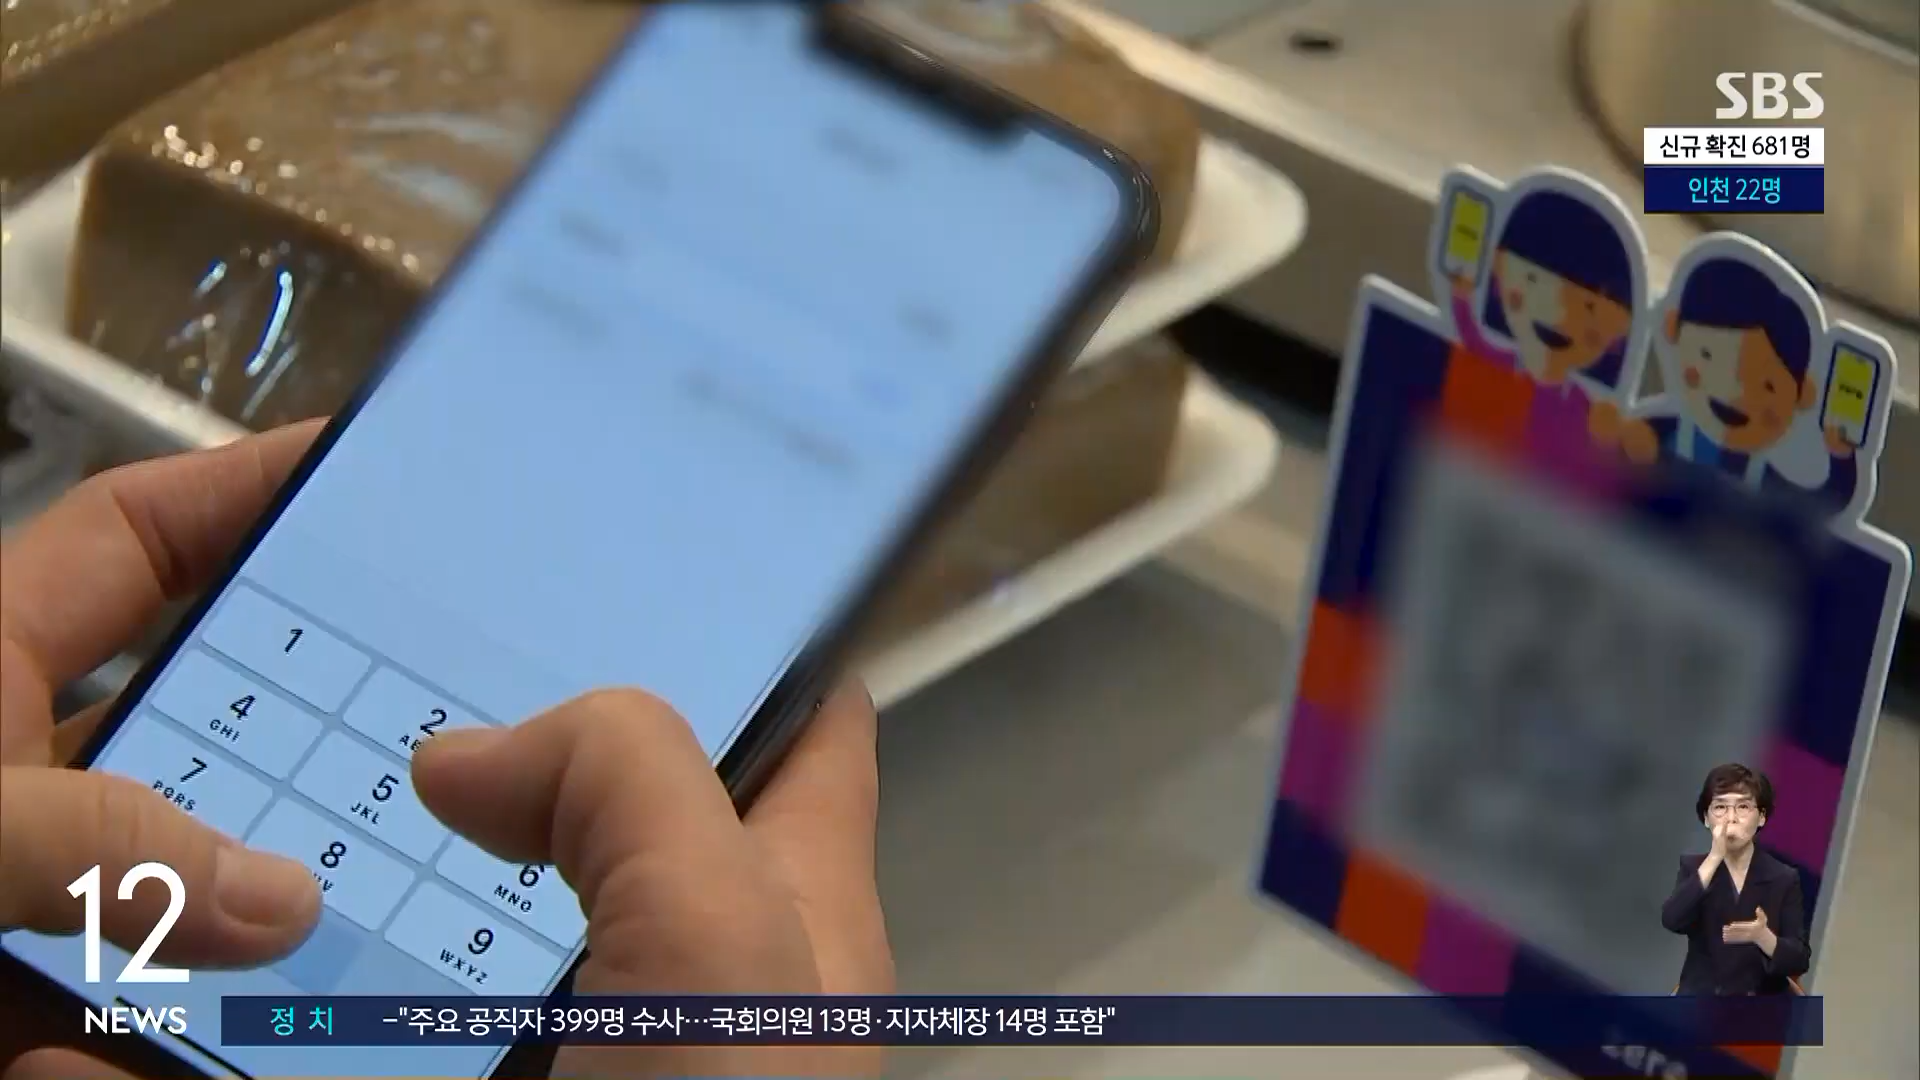 SBS
신규 확진 681명
인천 22명
1
2
4
GHI
5
JKL
6
MNO
7
PQRS
8
9
WXYZ
12
NEWS
정 치 -"주요 공직자 399명 수사…국회의원 13명·지자체장 14명 포함"
zero